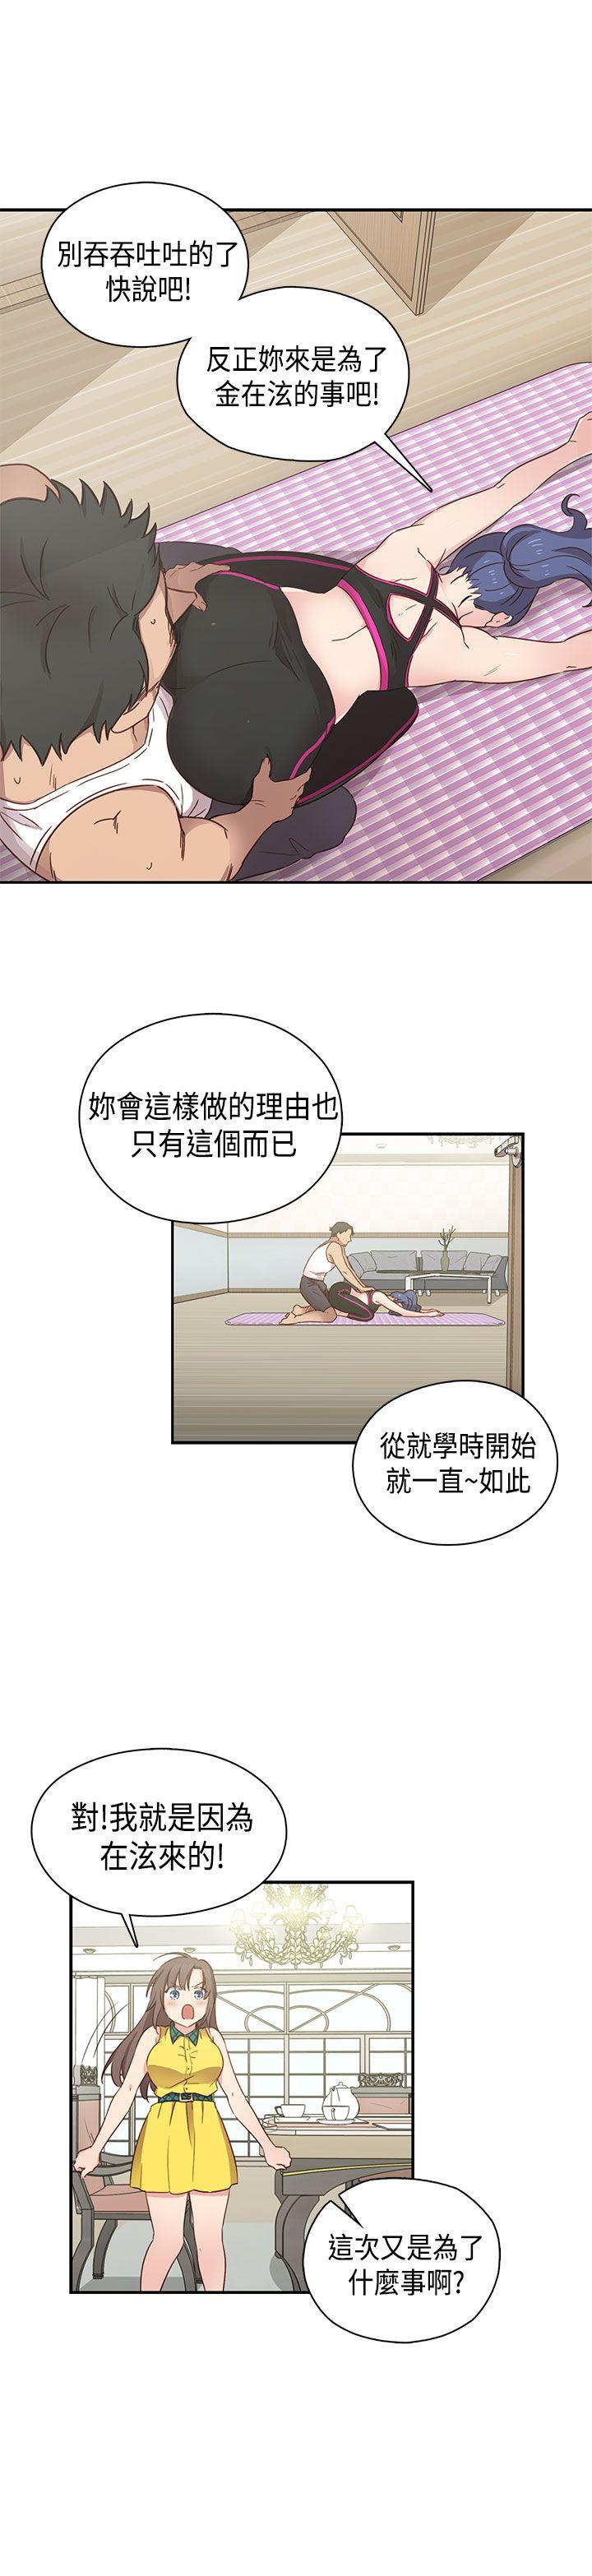 別吞吞吐吐的了
快說吧!
反正妳來是為了
金在泫的事吧!
妳會這樣做的理由也
只有這個而已
從就學時開始
就一直~如此
對!我就是因為
在泫來的!
這次又是為了
什麼事啊?